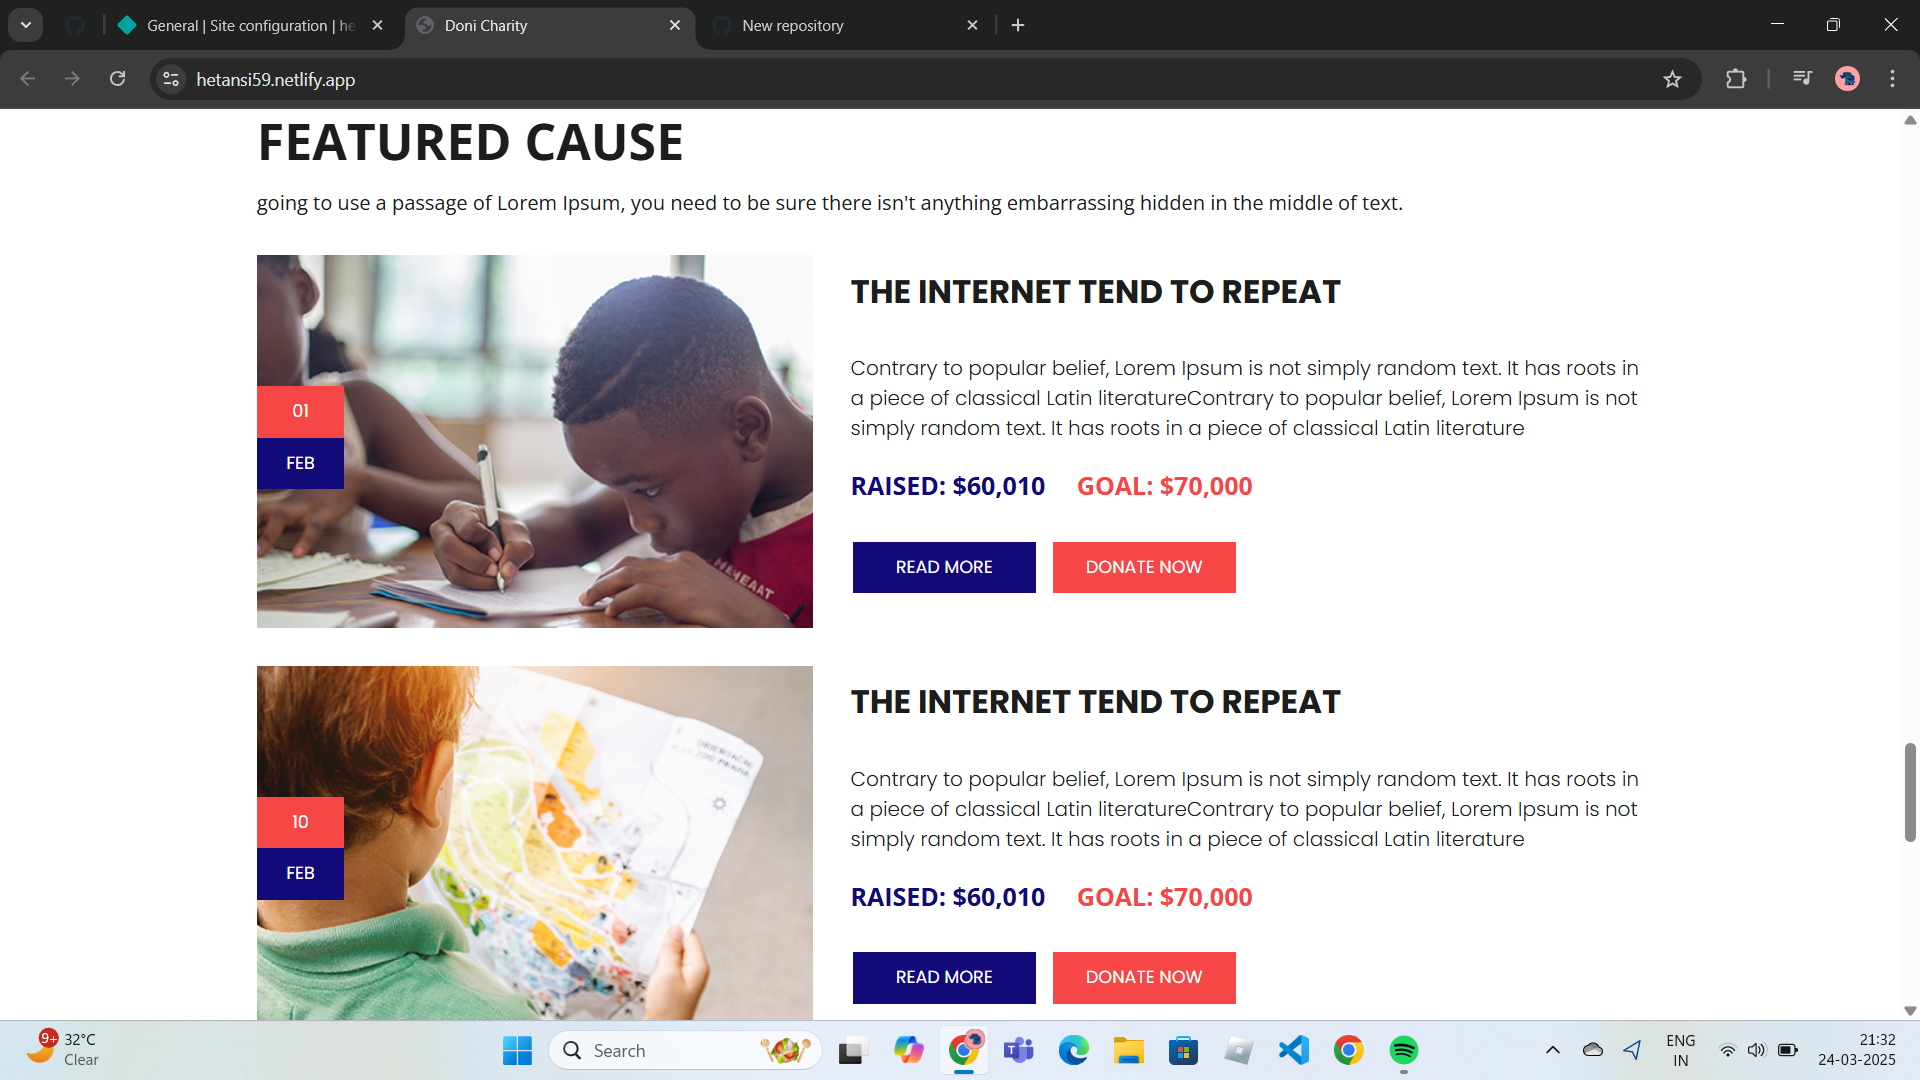 General | Site configuration | he
Doni Charity
New repository
hetansi59.netlify.app
FEATURED CAUSE
going to use a passage of Lorem Ipsum, you need to be sure there isn't anything embarrassing hidden in the middle of text.
01
FEB
THE INTERNET TEND TO REPEAT
Contrary to popular belief, Lorem Ipsum is not simply random text. It has roots in
a piece of classical Latin literatureContrary to popular belief, Lorem Ipsum is not
simply random text. It has roots in a piece of classical Latin literature
RAISED: $60,010 GOAL: $70,000
READ MORE DONATE NOW
10
FEB
THE INTERNET TEND TO REPEAT
Contrary to popular belief, Lorem Ipsum is not simply random text. It has roots in
a piece of classical Latin literatureContrary to popular belief, Lorem Ipsum is not
simply random text. It has roots in a piece of classical Latin literature
RAISED: $60,010 GOAL: $70,000
READ MORE DONATE NOW
9+
32°C
Clear
Search
ENG
IN
21:32
24-03-2025